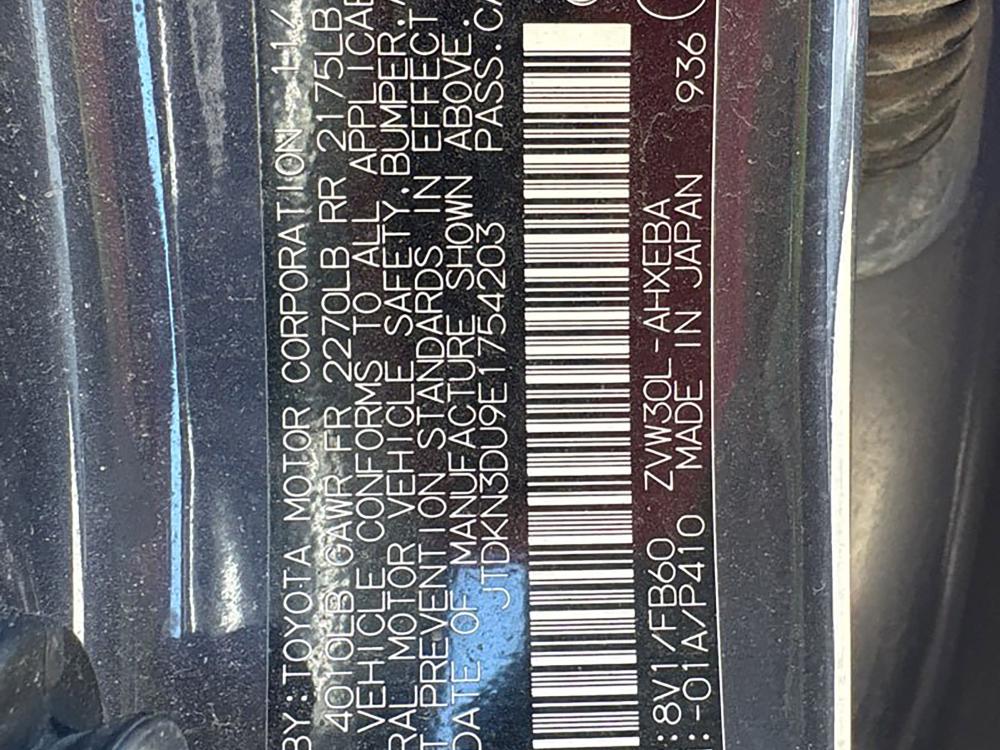 BY:TOYOTA MOTOR CORPORATION 11/
4010LB GAWR FR 2270LB RR 2175LB
VEHICLE CONFORMS TO ALL APPLICAB
RAL MOTOR VEHICLE SAFETY,BUMPER,
T PREVENTION STANDARDS IN EFFECT
DATE OF MANUFACTURE SHOWN ABOVE.
JTDKN3DU9E1754203 PASS.CA
:8V1/FB60 ZVW30L-AHXEBA 936
:-01A/P410 MADE IN JAPAN